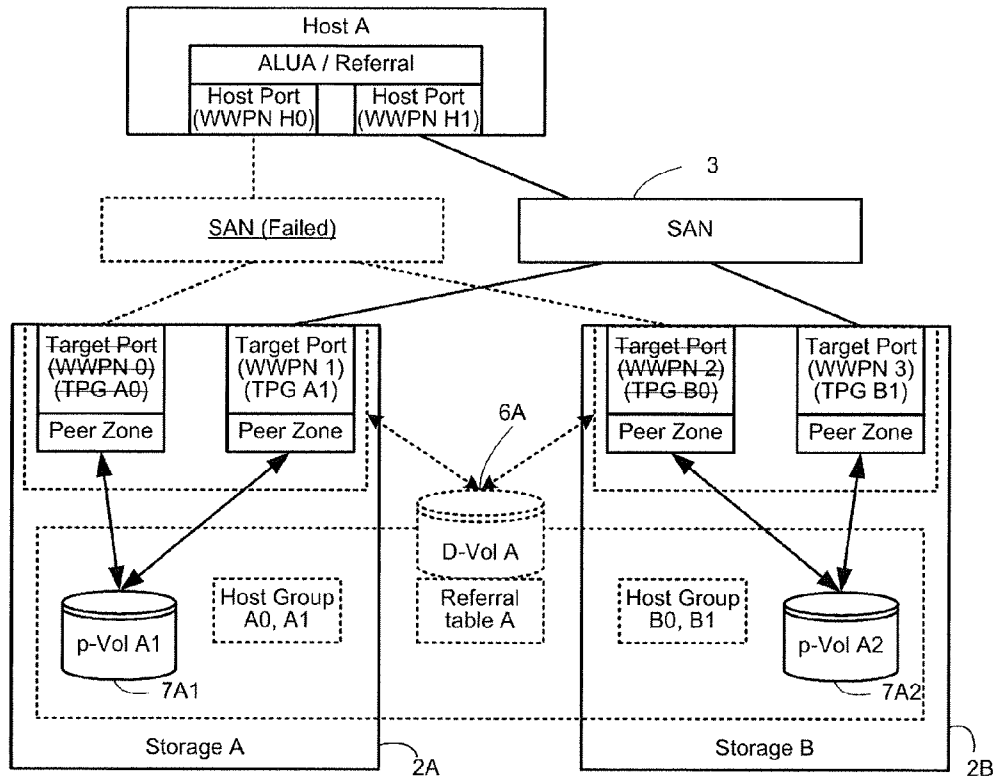 Host A
ALUA / Referral
Host Port
(WWPN H0)
Host Port
(WWPN H1)
3
SAN (Failed)
SAN
Target Port
(WWPN 0)
(TPG A0)
Peer Zone
Target Port
(WWPN 1)
(TPG A1)
Peer Zone
Target Port
(WWPN 2)
(TPG B0)
Peer Zone
Target Port
(WWPN 3)
(TPG B1)
Peer Zone
6A
D-Vol A
Referral
table A
Host Group
A0, A1
Host Group
B0, B1
p-Vol A1
7A1
p-Vol A2
7A2
Storage A
2A
Storage B
2B